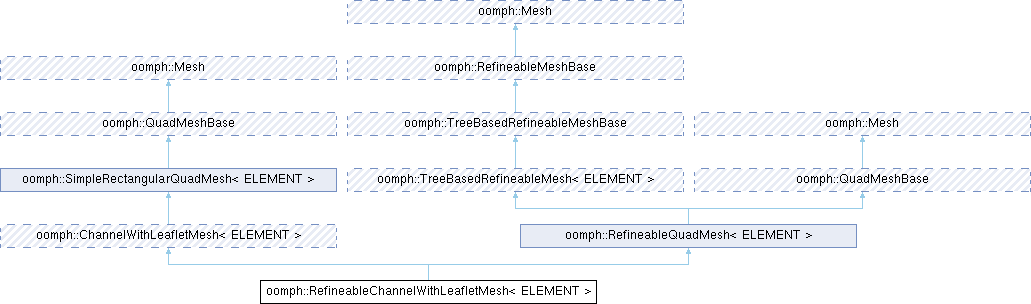 oomph::Mesh
oomph::Mesh
oomph::RefineableMeshBase
oomph::QuadMeshBase
oomph::TreeBasedRefineableMeshBase
oomph::Mesh
oomph::SimpleRectangularQuadMesh< ELEMENT >
oomph::TreeBasedRefineableMesh< ELEMENT >
oomph::QuadMeshBase
oomph::ChannelWithLeafletMesh< ELEMENT >
oomph::RefineableQuadMesh< ELEMENT >
oomph::RefineableChannelWithLeafletMesh< ELEMENT >